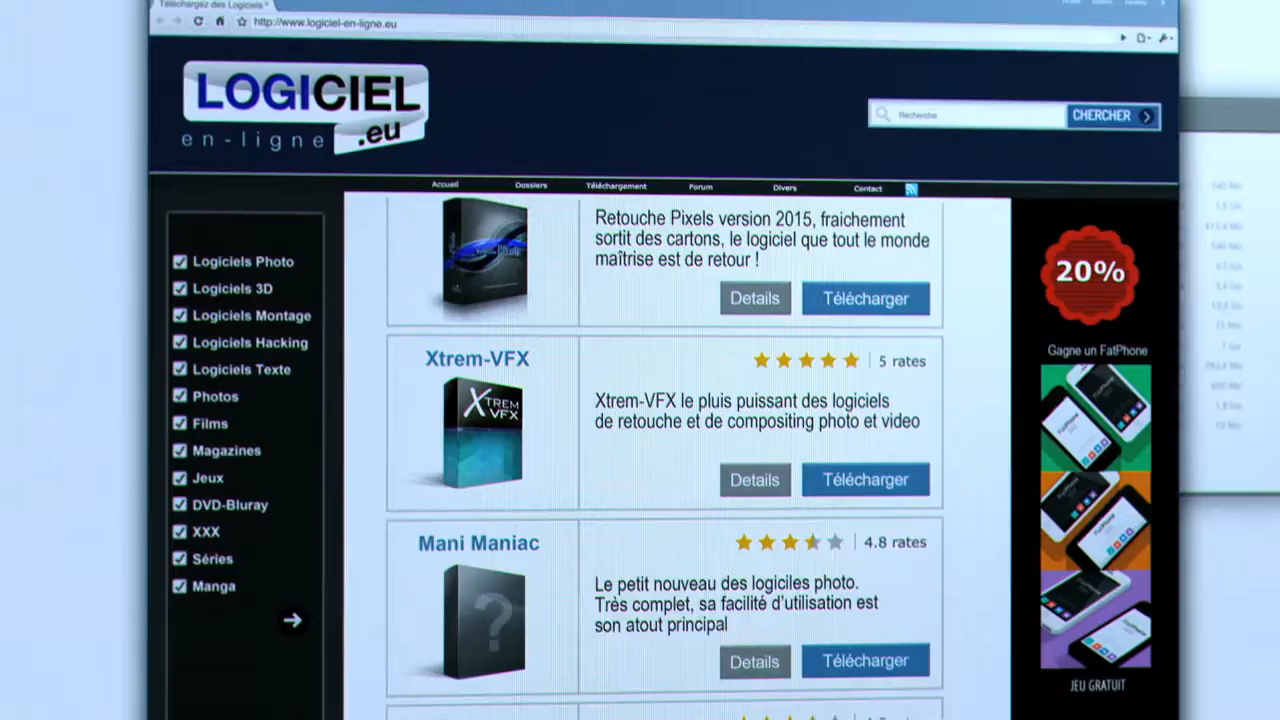 Téléchargez des Logiciels
http://www.logiciel-en-ligne.eu
LOGICIEL
en-ligne .eu
Recherche
CHERCHER
Accueil Dossiers Téléchargement Forum Divers Contact
Logiciels Photo
Logiciels 3D
Logiciels Montage
Logiciels Hacking
Logiciels Texte
Photos
Films
Magazines
Jeux
DVD-Bluray
XXX
Séries
Manga
Retouche Pixels version 2015, fraichement
sortit des cartons, le logiciel que tout le monde
maîtrise est de retour !
Details Télécharger
Xtrem-VFX
5 rates
XTREM
VFX
Xtrem-VFX le pluis puissant des logiciels
de retouche et de compositing photo et video
Details Télécharger
Mani Maniac
4.8 rates
?
Le petit nouveau des logiciles photo.
Très complet, sa facilité d'utilisation est
son atout principal
Details Télécharger
20%
Gagne un FatPhone
FatPhone
FatPhone
FatPhone
JEU GRATUIT